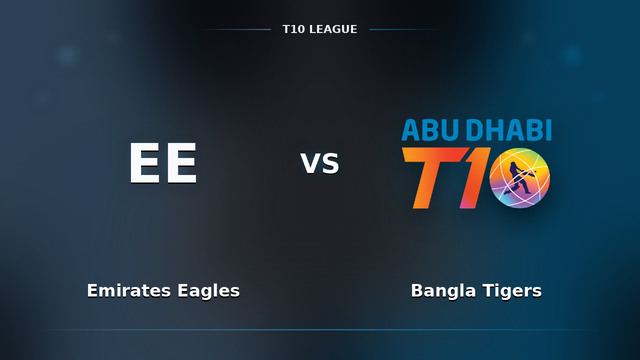 T10 LEAGUE
EE
VS
ABU DHABI
T10
Emirates Eagles
Bangla Tigers